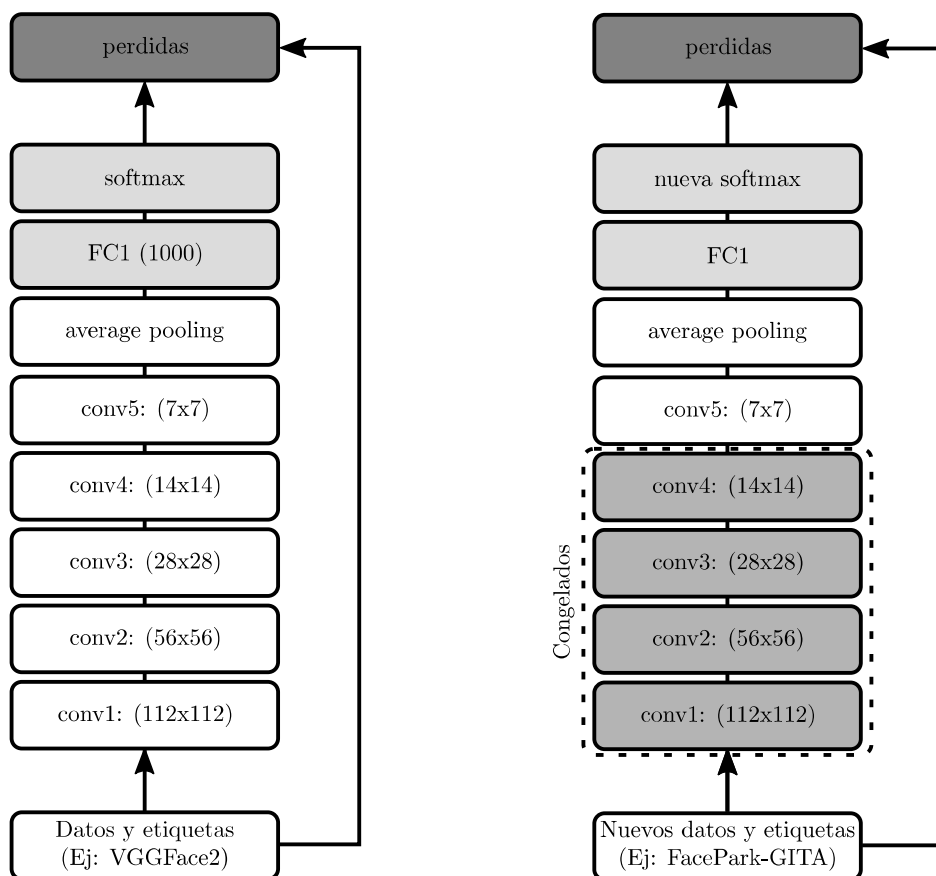 perdidas
softmax
FC1 (1000)
average pooling
conv5: (7x7)
conv4: (14x14)
conv3: (28x28)
conv2: (56x56)
conv1: (112x112)
Datos y etiquetas
(Ej: VGGFace2)
perdidas
nueva softmax
FC1
average pooling
conv5: (7x7)
Congelados
conv4: (14x14)
conv3: (28x28)
conv2: (56x56)
conv1: (112x112)
Nuevos datos y etiquetas
(Ej: FacePark-GITA)